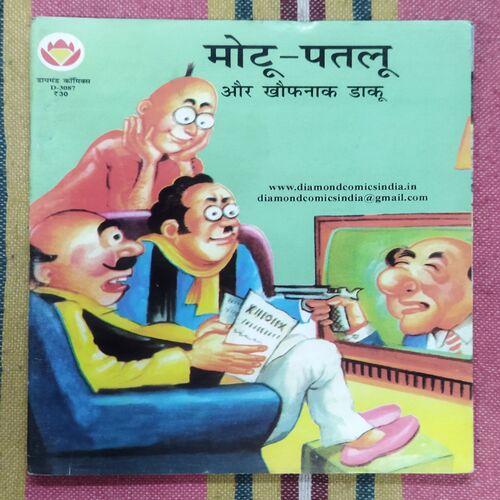 मोटू-पतलू
और खौफनाक डाकू
डायमंड कॉमिक्स
D-3087
₹30
www.diamondcomicsindia.in
diamondcomicsindia@gmail.com